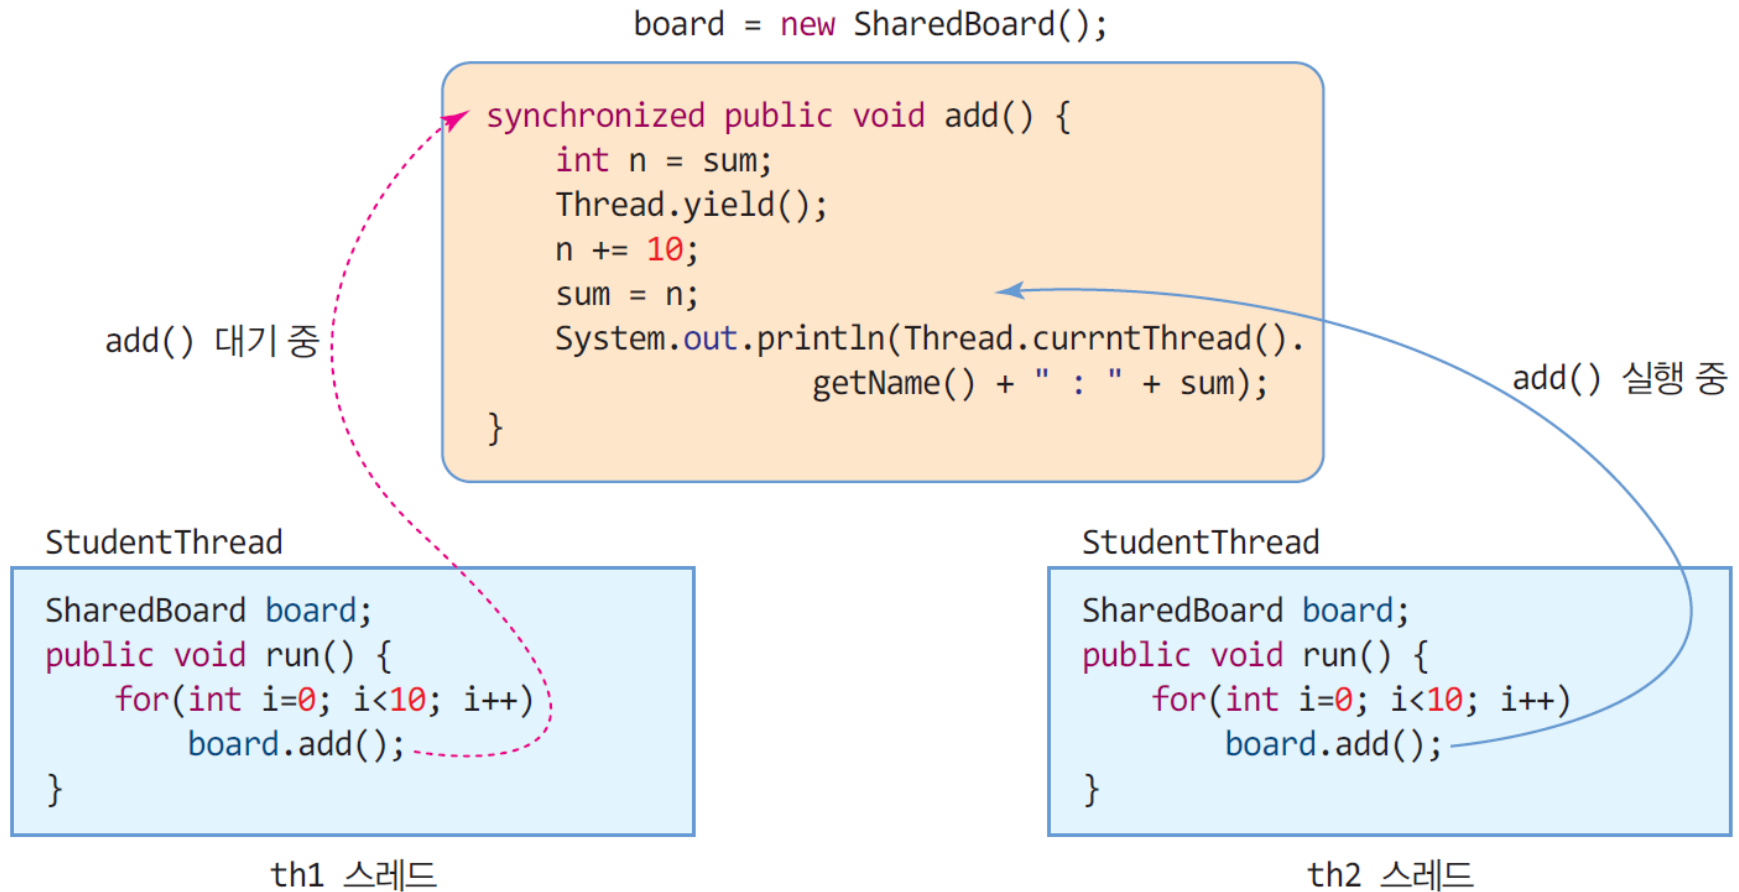 board = new SharedBoard();
synchronized public void add() {
int n = sum;
Thread.yield();
n += 10;
sum = n;
System.out.println(Thread.currntThread().
getName() + " : " + sum);
}
add() 대기 중
add() 실행 중
StudentThread
SharedBoard board;
public void run() {
for(int i=0; i<10; i++)
board.add();
}
th1 스레드
StudentThread
SharedBoard board;
public void run() {
for(int i=0; i<10; i++)
board.add();
}
th2 스레드